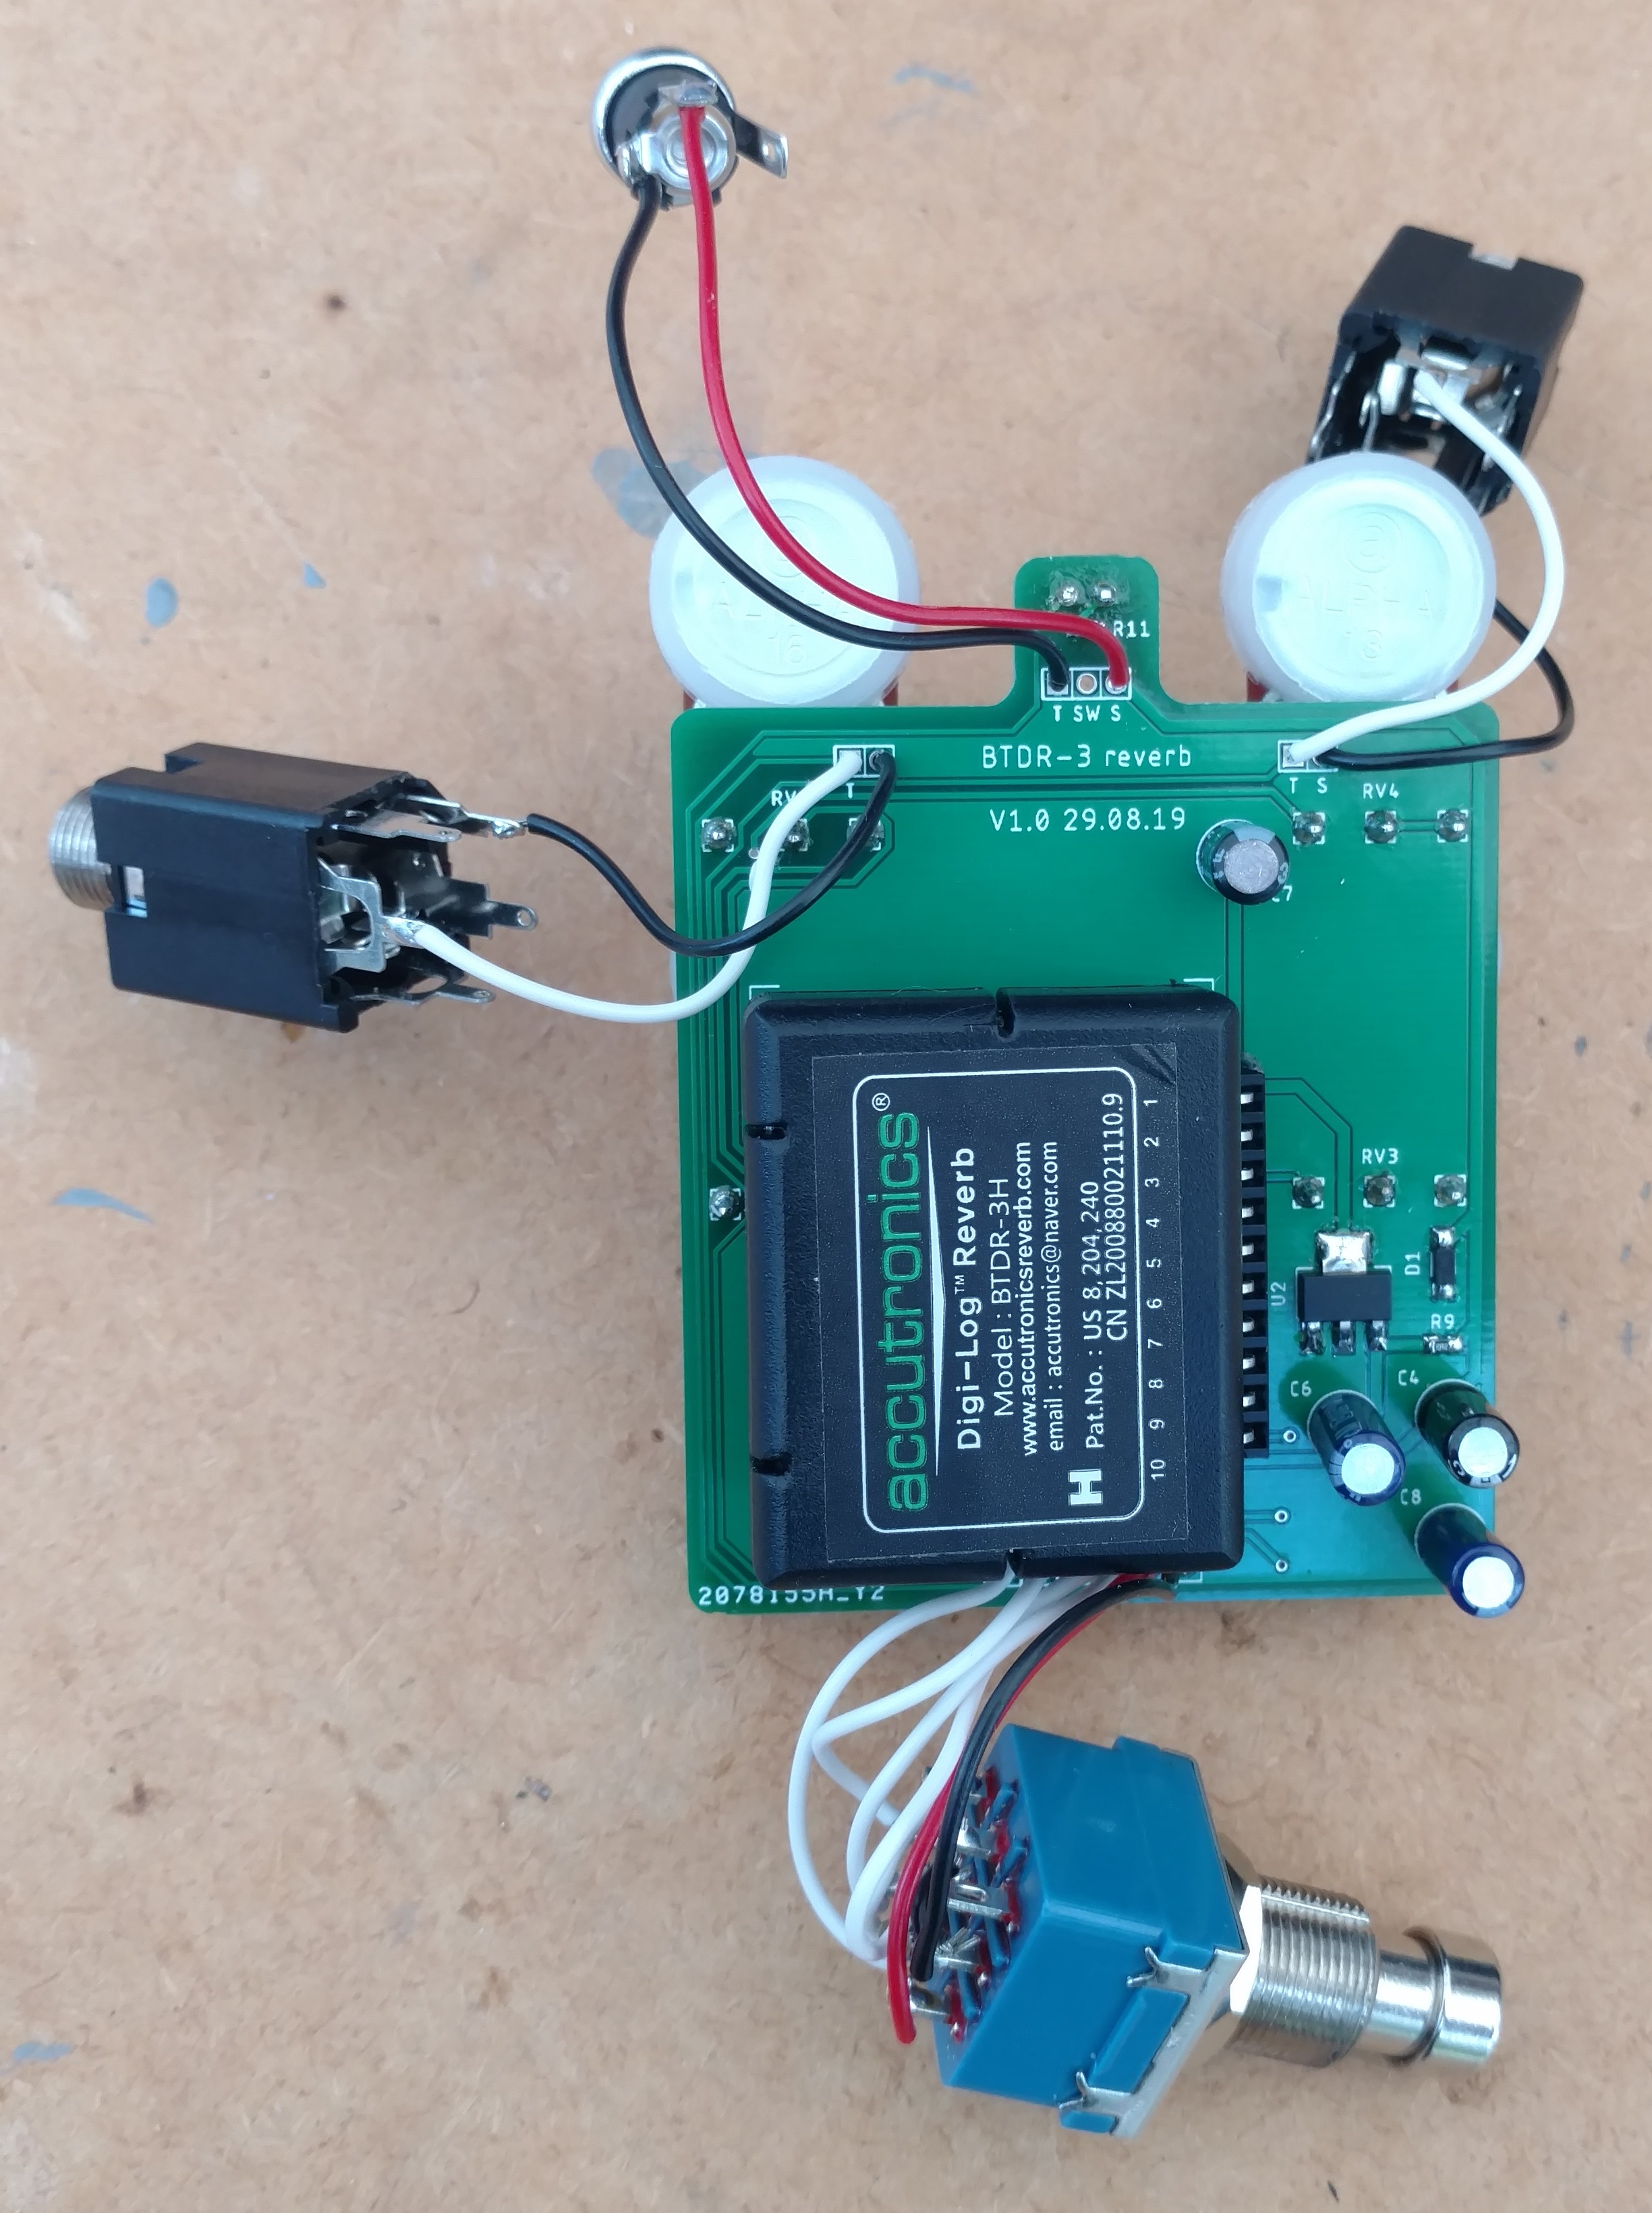 R11
T SW S
BTDR-3 reverb
T
T S
RV4
V1.0 29.08.19
ALPHA
accutronics®
Digi-Log™ Reverb
Model : BTDR-3H
www.accutronicsreverb.com
email : accutronics@naver.com
Pat.No. : US 8,204,240
CN ZL200880021110.9
H
1 2 3 4 5 6 7 8 9 10
RV3
D1
U2
R9
C6
C4
C8